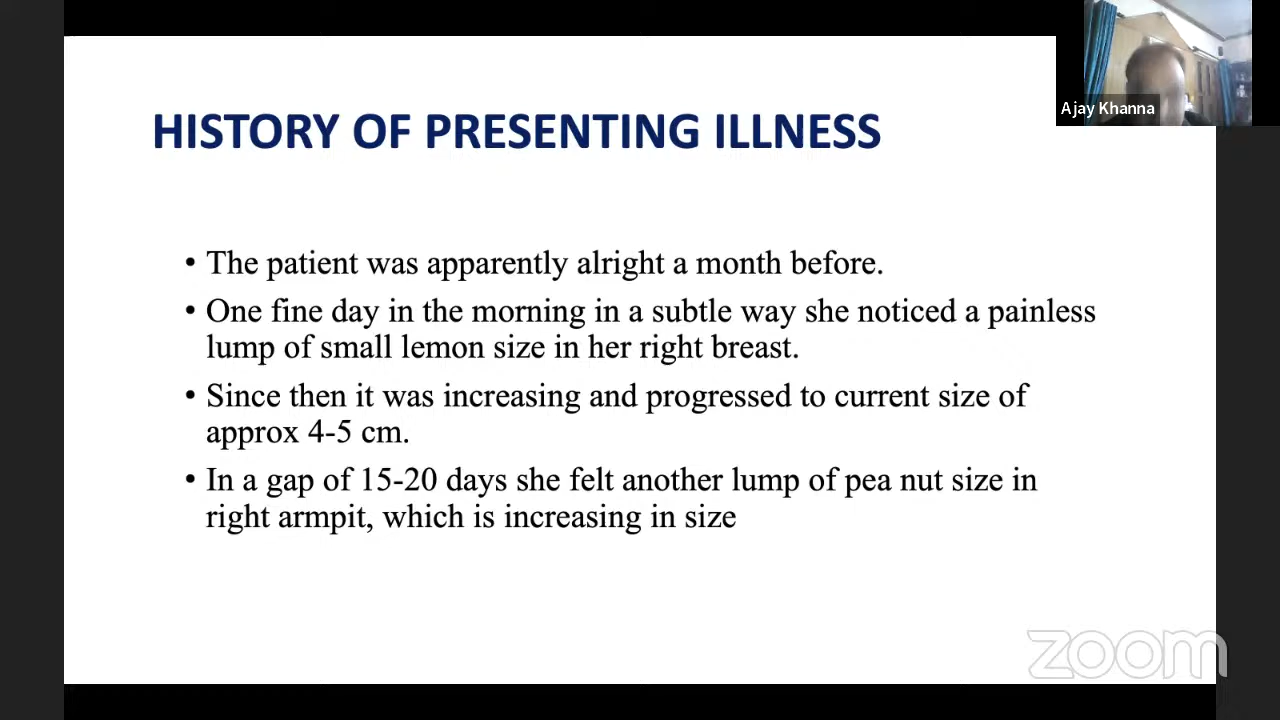 HISTORY OF PRESENTING ILLNESS
Ajay Khanna
• The patient was apparently alright a month before.
• One fine day in the morning in a subtle way she noticed a painless
lump of small lemon size in her right breast.
• Since then it was increasing and progressed to current size of
approx 4-5 cm.
• In a gap of 15-20 days she felt another lump of pea nut size in
right armpit, which is increasing in size
zoom